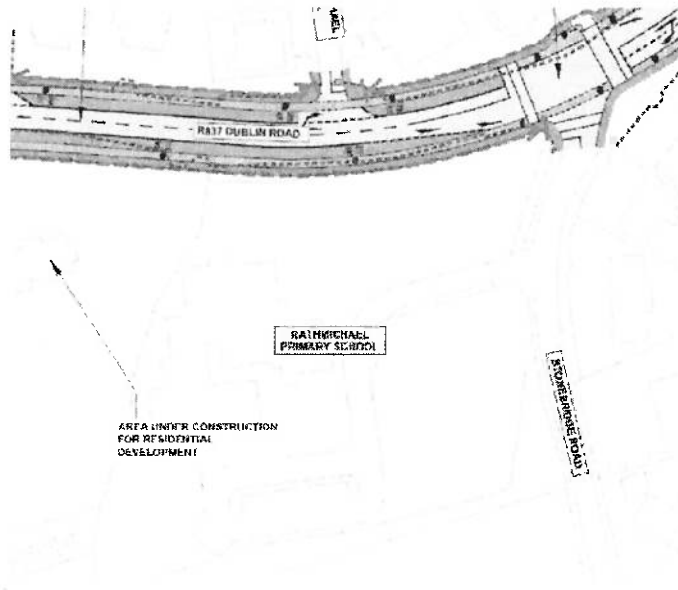 R837 DUBLIN ROAD
RATHMICHAEL
PRIMARY SCHOOL
STONEBRIDGE ROAD
AREA UNDER CONSTRUCTION
FOR RESIDENTIAL
DEVELOPMENT